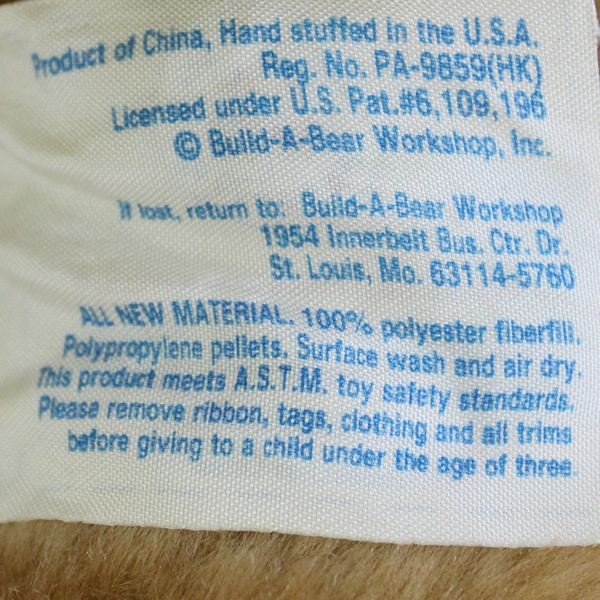 Product of China, Hand stuffed in the U.S.A.
Reg. No. PA-9859(HK)
Licensed under U.S. Pat.#6,109,196
© Build-A-Bear Workshop, Inc.
If lost, return to: Build-A-Bear Workshop
1954 Innerbelt Bus. Ctr. Dr.
St. Louis, Mo. 63114-5760
ALL NEW MATERIAL. 100% polyester fiberfill.
Polypropylene pellets. Surface wash and air dry.
This product meets A.S.T.M. toy safety standards.
Please remove ribbon, tags, clothing and all trims
before giving to a child under the age of three.